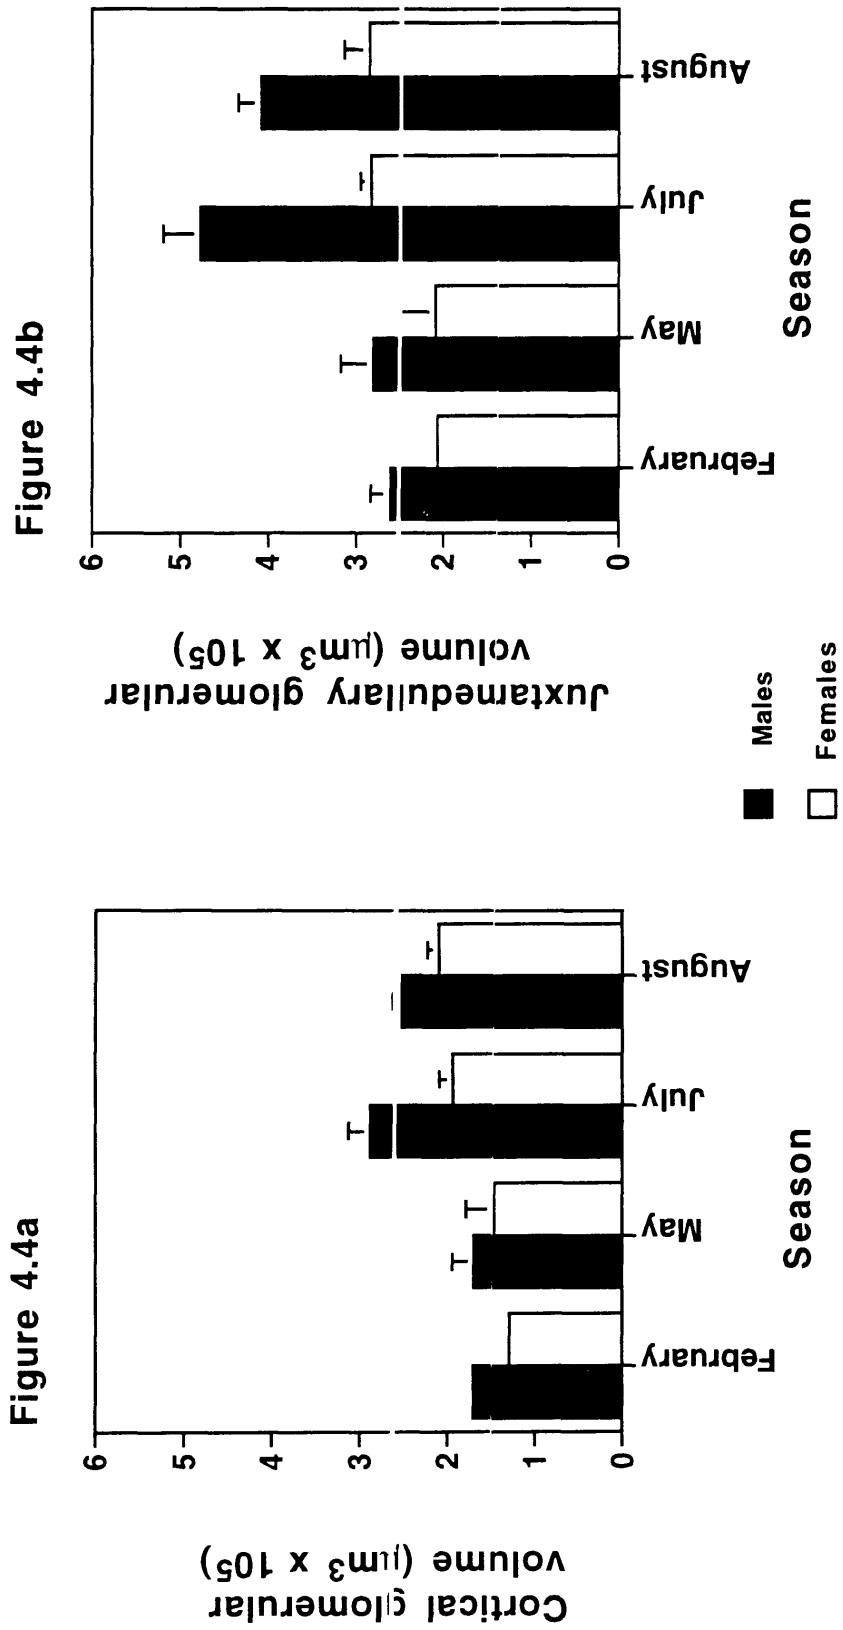 Figure 4.4a
Cortical glomerular
volume (μm3 x 105)
6
5
4
3
2
1
0
February
May
July
August
Season
Figure 4.4b
Juxtamedullary glomerular
volume (μm3 x 105)
6
5
4
3
2
1
0
February
May
July
August
Season
Males
Females